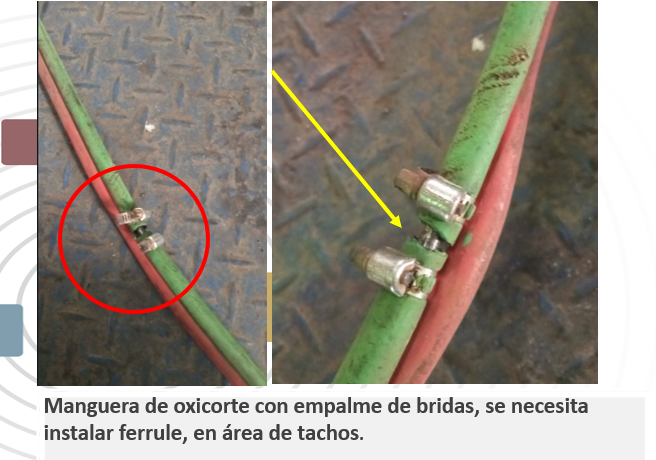 Manguera de oxicorte con empalme de bridas, se necesita
instalar ferrule, en área de tachos.